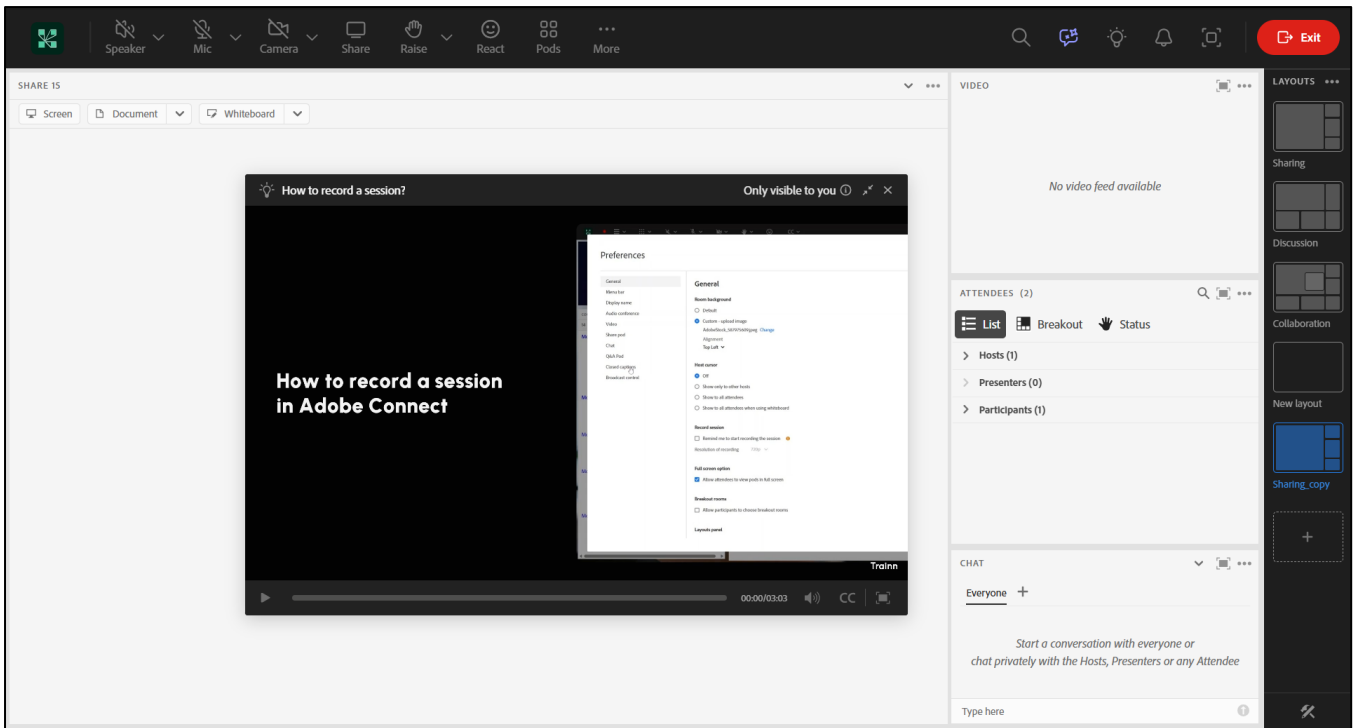 Speaker Mic Camera Share Raise React Pods More
Exit
SHARE 15
Screen Document Whiteboard
How to record a session?
Only visible to you
How to record a session
in Adobe Connect
Preferences
General
Menu bar
Display name
Audio conference
Video
Share pod
Chat
Q&A Pod
Closed captions
Broadcast control
General
Room background
Default
Custom - upload image
Change
Alignment
Top Left
Host cursor
Off
Show only to other hosts
Show to all attendees
Show to all attendees when using whiteboard
Record session
Remind me to start recording the session
Resolution of recording
Full screen option
Allow attendees to view pods in full screen
Breakout rooms
Allow participants to choose breakout rooms
Layouts panel
Trainn
00:00/03:03
CC
VIDEO
No video feed available
ATTENDEES (2)
List Breakout Status
Hosts (1)
Presenters (0)
Participants (1)
CHAT
Everyone
Start a conversation with everyone or
chat privately with the Hosts, Presenters or any Attendee
Type here
LAYOUTS
Sharing
Discussion
Collaboration
New layout
Sharing_copy